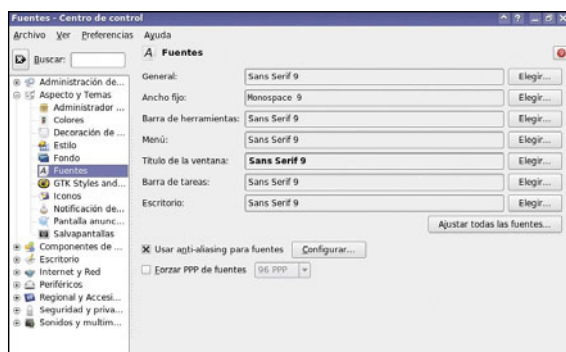 Fuentes - Centro de control
Archivo Ver Preferencias Ayuda
Buscar:
Administración de...
Aspecto y Temas
Administrador ...
Colores
Decoración de ...
Estilo
Fondo
Fuentes
GTK Styles and...
Iconos
Notificación de...
Pantalla anunc...
Salvapantallas
Componentes de ...
Escritorio
Internet y Red
Periféricos
Regional y Accesi...
Seguridad y priva...
Sonidos y multim...
Fuentes
General: Sans Serif 9 Elegir...
Ancho fijo: Monospace 9 Elegir...
Barra de herramientas: Sans Serif 9 Elegir...
Menú: Sans Serif 9 Elegir...
Título de la ventana: Sans Serif 9 Elegir...
Barra de tareas: Sans Serif 9 Elegir...
Escritorio: Sans Serif 9 Elegir...
Ajustar todas las fuentes...
Usar anti-aliasing para fuentes Configurar...
Forzar PPP de fuentes 96 PPP